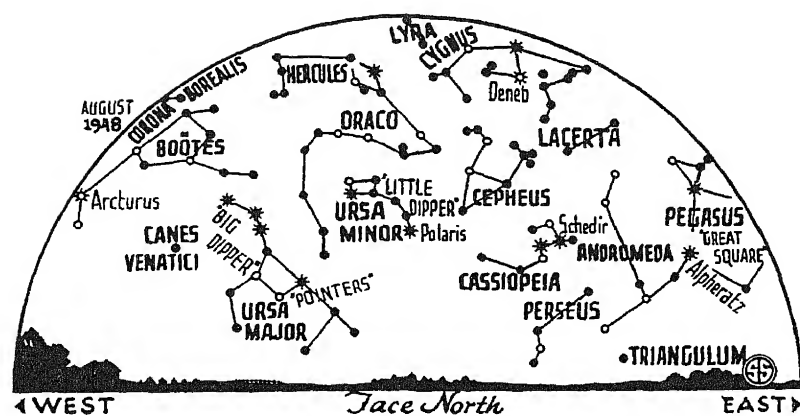 LYRA
CYGNUS
HERCULES
Deneb
CORONA BOREALIS
AUGUST
1948
DRACO
LACERTA
BOÖTES
Arcturus
"LITTLE
DIPPER"
URSA
MINOR
Polaris
CEPHEUS
PEGASUS
"GREAT
SQUARE"
"BIG
DIPPER"
CANES
VENATICI
Schedir
ANDROMEDA
Alpheratz
CASSIOPEIA
"POINTERS"
URSA
MAJOR
PERSEUS
TRIANGULUM
WEST
Face North
EAST